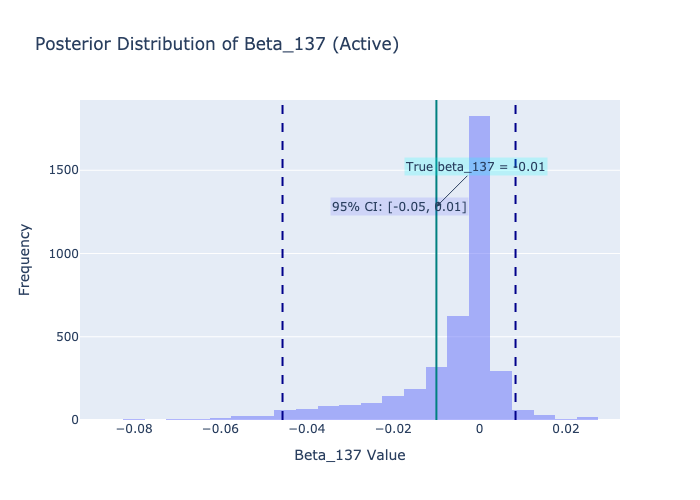 Posterior Distribution of Beta_137 (Active)
True beta_137 = -0.01
95% CI: [-0.05, 0.01]
Frequency
1500
1000
500
0
−0.08
−0.06
−0.04
−0.02
0
0.02
Beta_137 Value